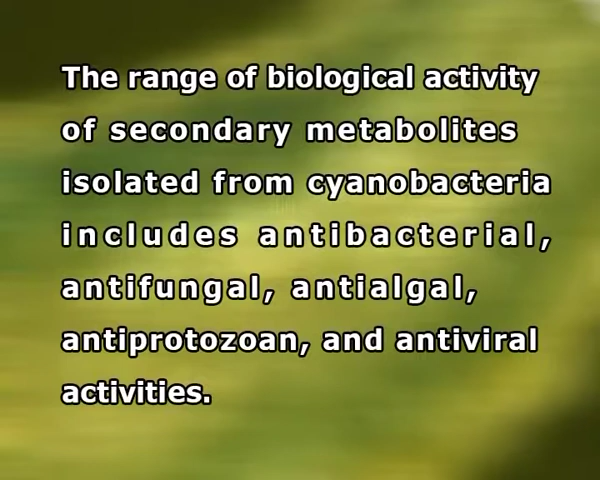 The range of biological activity
of secondary metabolites
isolated from cyanobacteria
includes antibacterial,
antifungal, antialgal,
antiprotozoan, and antiviral
activities.